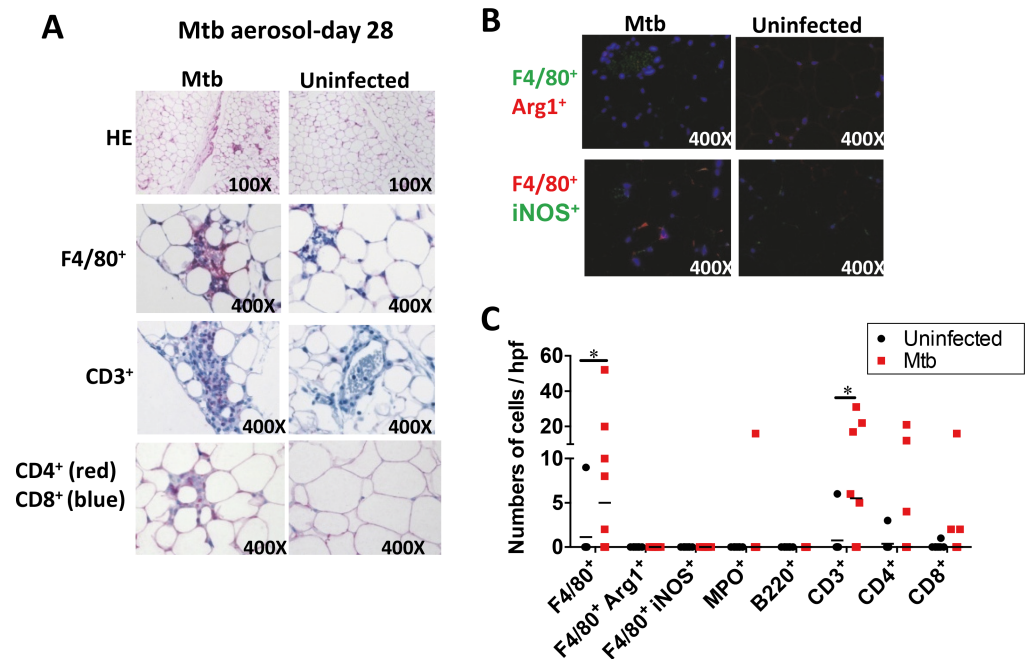 A
Mtb aerosol-day 28
Mtb
Uninfected
HE
100X
100X
F4/80⁺
400X
400X
CD3⁺
400X
400X
CD4⁺ (red)
CD8⁺ (blue)
400X
400X
B
Mtb
Uninfected
F4/80⁺
Arg1⁺
400X
400X
F4/80⁺
iNOS⁺
400X
400X
C
Uninfected
Mtb
Numbers of cells / hpf
60
40
20
10
5
0
*
*
F4/80⁺
F4/80⁺ Arg1⁺
F4/80⁺ iNOS⁺
MPO⁺
B220⁺
CD3⁺
CD4⁺
CD8⁺